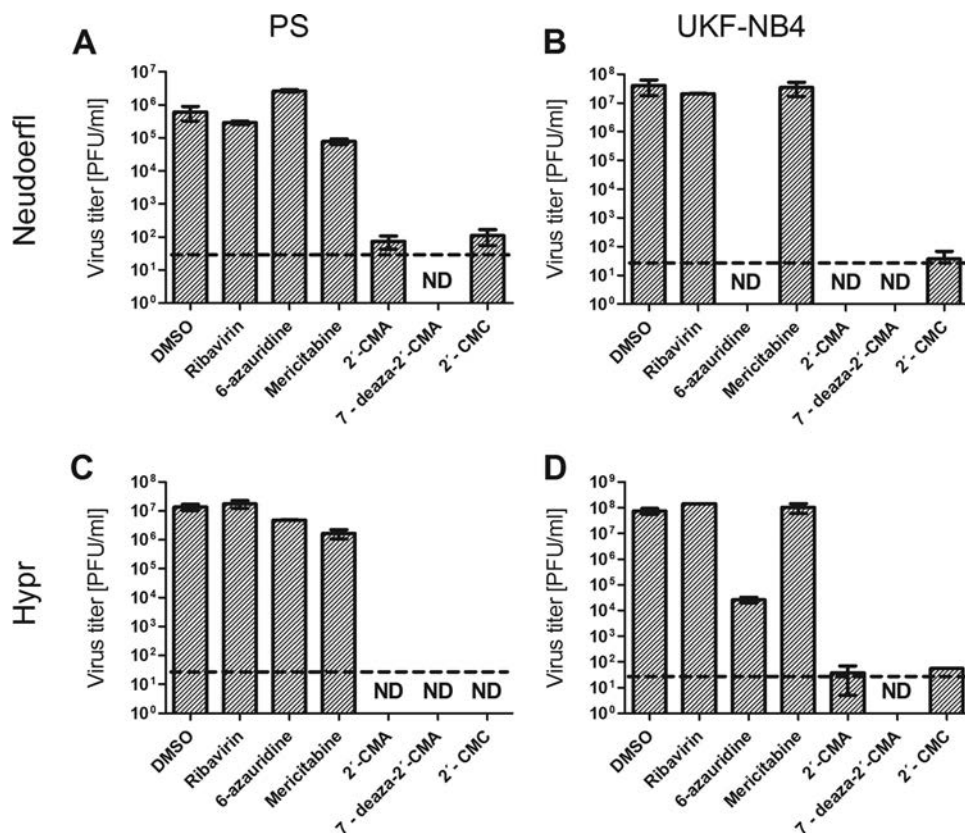 PS
UKF-NB4
Neudoerfl
Hypr
A
Virus titer [PFU/ml]
10⁷
10⁶
10⁵
10⁴
10³
10²
10¹
10⁰
ND
DMSO
Ribavirin
6-azauridine
Mericitabine
2´-CMA
7 - deaza-2´-CMA
2´- CMC
B
Virus titer [PFU/ml]
10⁸
10⁷
10⁶
10⁵
10⁴
10³
10²
10¹
10⁰
ND
ND
ND
DMSO
Ribavirin
6-azauridine
Mericitabine
2´-CMA
7 - deaza-2´-CMA
2´- CMC
C
Virus titer [PFU/ml]
10⁸
10⁷
10⁶
10⁵
10⁴
10³
10²
10¹
10⁰
ND
ND
ND
DMSO
Ribavirin
6-azauridine
Mericitabine
2´-CMA
7 - deaza-2´-CMA
2´- CMC
D
Virus titer [PFU/ml]
10⁹
10⁸
10⁷
10⁶
10⁵
10⁴
10³
10²
10¹
10⁰
ND
DMSO
Ribavirin
6-azauridine
Mericitabine
2´-CMA
7 - deaza-2´-CMA
2´- CMC